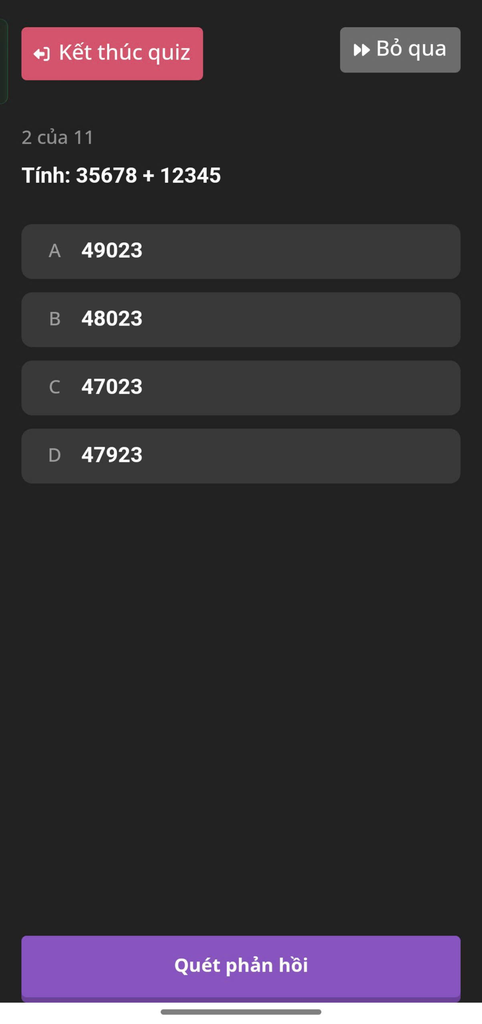 Kết thúc quiz
Bỏ qua
2 của 11
Tính: 35678 + 12345
A 49023
B 48023
C 47023
D 47923
Quét phản hồi